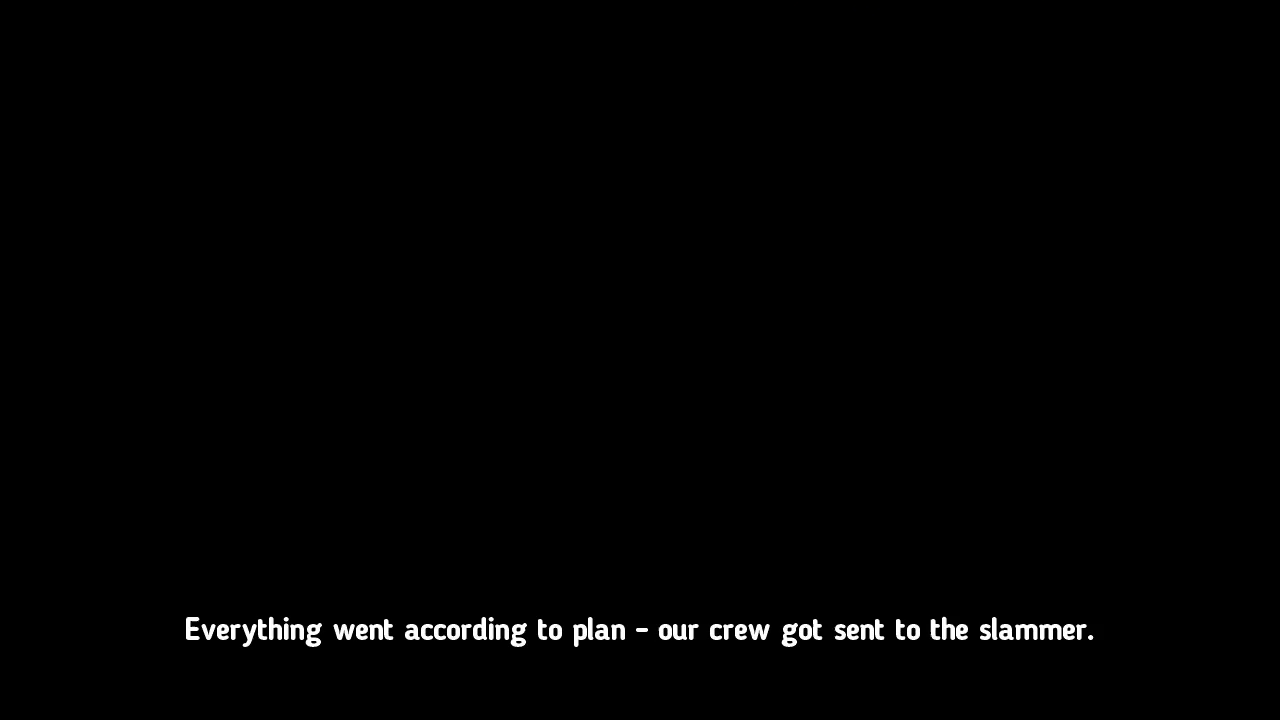 Everything went according to plan - our crew got sent to the slammer.